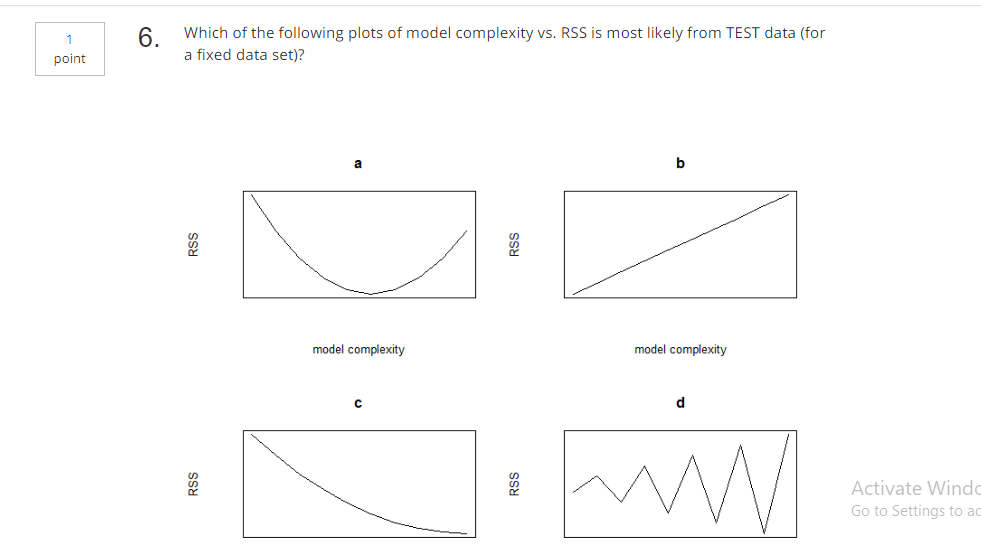 1
point
6.
Which of the following plots of model complexity vs. RSS is most likely from TEST data (for
a fixed data set)?
a
b
RSS
RSS
model complexity
model complexity
c
d
RSS
RSS
Activate Windo
Go to Settings to ac